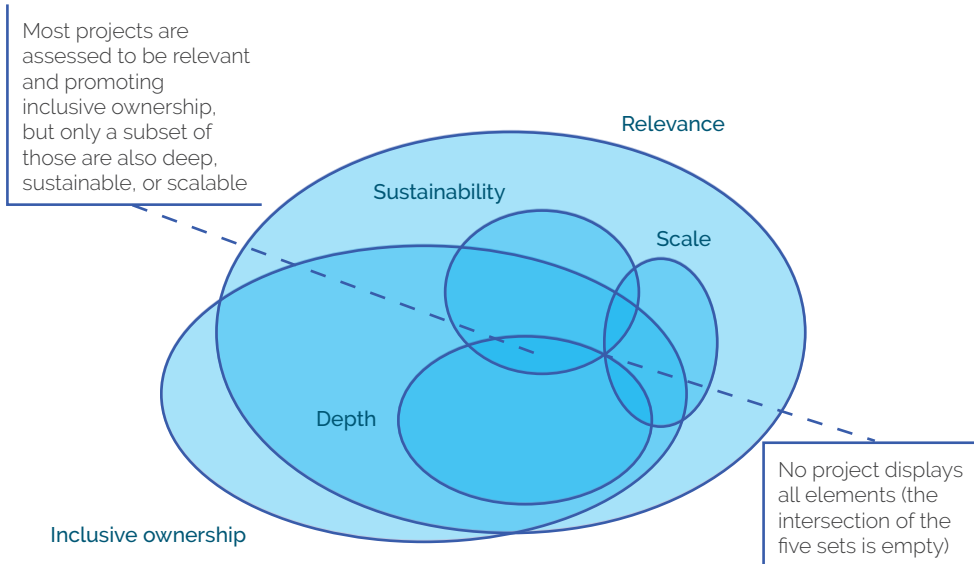 Most projects are
assessed to be relevant
and promoting
inclusive ownership,
but only a subset of
those are also deep,
sustainable, or scalable
Relevance
Sustainability
Scale
Depth
Inclusive ownership
No project displays
all elements (the
intersection of the
five sets is empty)